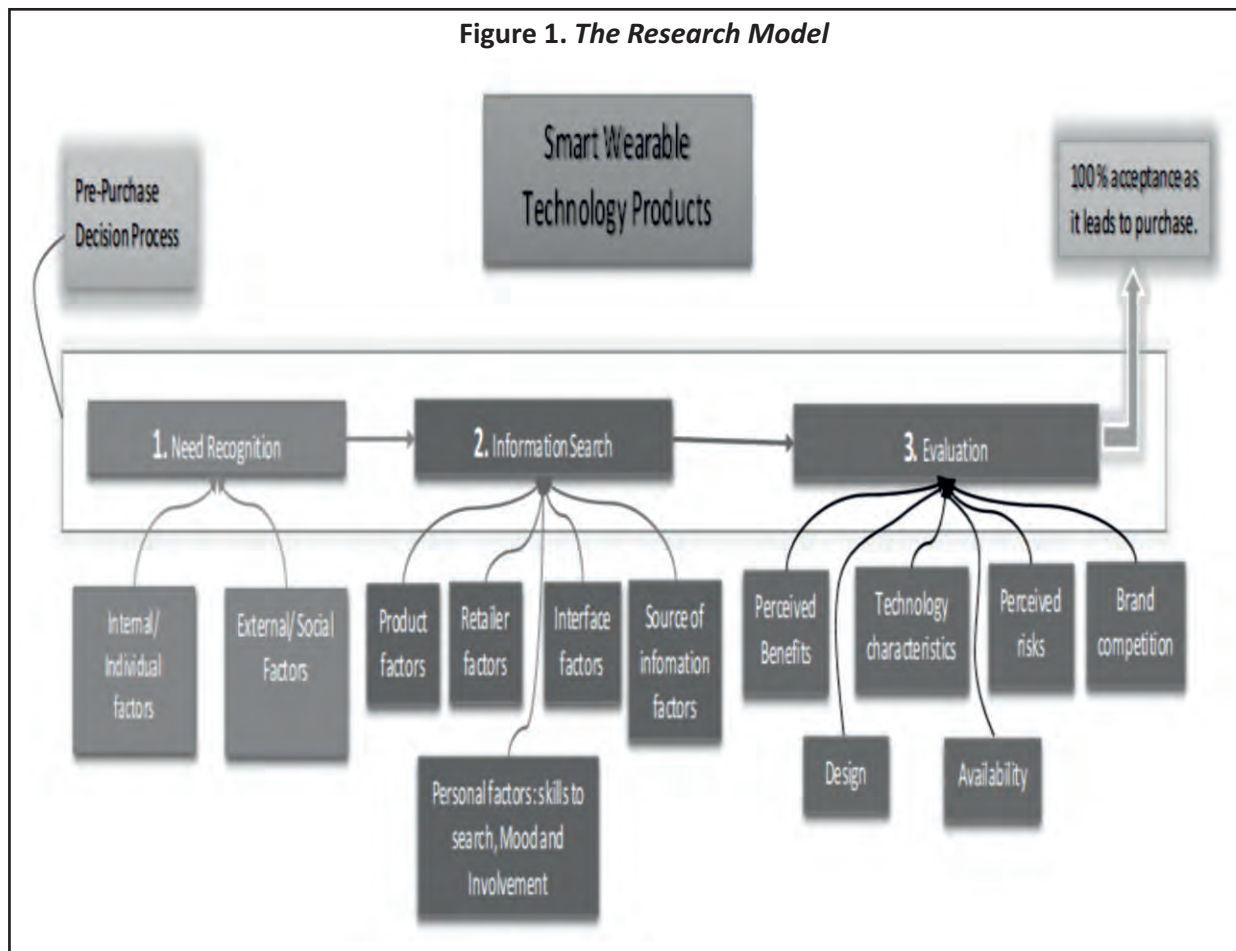 Figure 1. The Research Model
Smart Wearable
Technology Products
Pre-Purchase
Decision Process
100% acceptance as
it leads to purchase.
1. Need Recognition
2. Information Search
3. Evaluation
Internal/
Individual
factors
External/ Social
Factors
Product
factors
Retailer
factors
Interface
factors
Source of
infomation
factors
Perceived
Benefits
Technology
characteristics
Perceived
risks
Brand
competition
Personal factors: skills to
search, Mood and
Involvement
Design
Availability